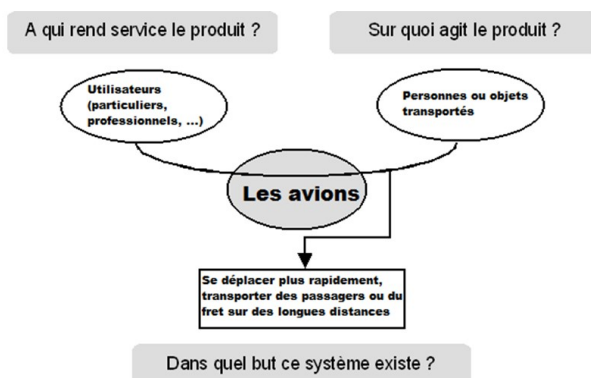 A qui rend service le produit ?
Sur quoi agit le produit ?
Utilisateurs
(particuliers,
professionnels, ...)
Personnes ou objets
transportés
Les avions
Se déplacer plus rapidement,
transporter des passagers ou du
fret sur des longues distances
Dans quel but ce système existe ?